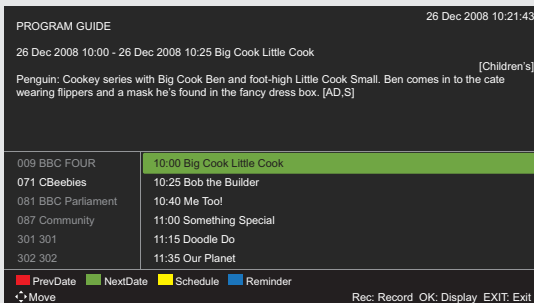 26 Dec 2008 10:21:43
PROGRAM GUIDE
26 Dec 2008 10:00 - 26 Dec 2008 10:25 Big Cook Little Cook
[Children's]
Penguin: Cookey series with Big Cook Ben and foot-high Little Cook Small. Ben comes in to the cate
wearing flippers and a mask he's found in the fancy dress box. [AD,S]
009 BBC FOUR 10:00 Big Cook Little Cook
071 CBeebies 10:25 Bob the Builder
081 BBC Parliament 10:40 Me Too!
087 Community 11:00 Something Special
301 301 11:15 Doodle Do
302 302 11:35 Our Planet
PrevDate NextDate Schedule Reminder
Move Rec: Record OK: Display EXIT: Exit